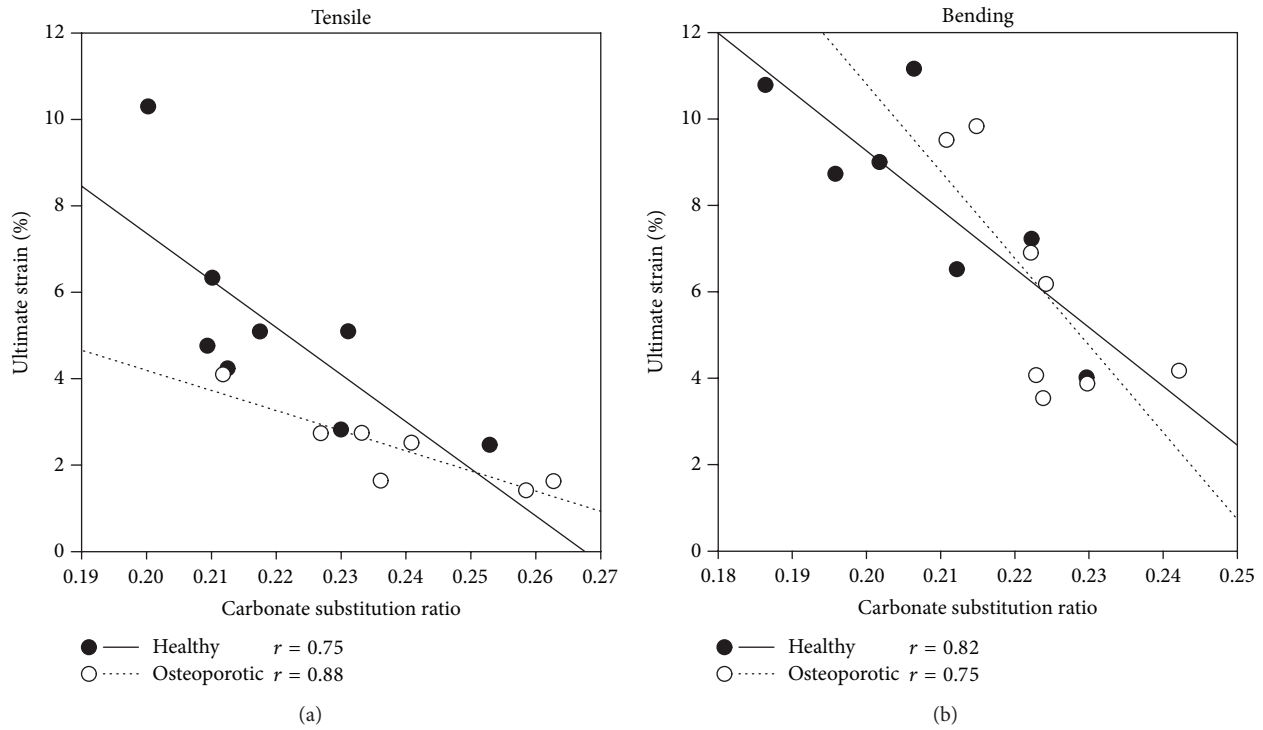 Tensile
12
10
8
6
4
2
0
Ultimate strain (%)
0.19 0.20 0.21 0.22 0.23 0.24 0.25 0.26 0.27
Carbonate substitution ratio
Healthy r = 0.75
Osteoporotic r = 0.88
(a)
Bending
12
10
8
6
4
2
0
Ultimate strain (%)
0.18 0.19 0.20 0.21 0.22 0.23 0.24 0.25
Carbonate substitution ratio
Healthy r = 0.82
Osteoporotic r = 0.75
(b)